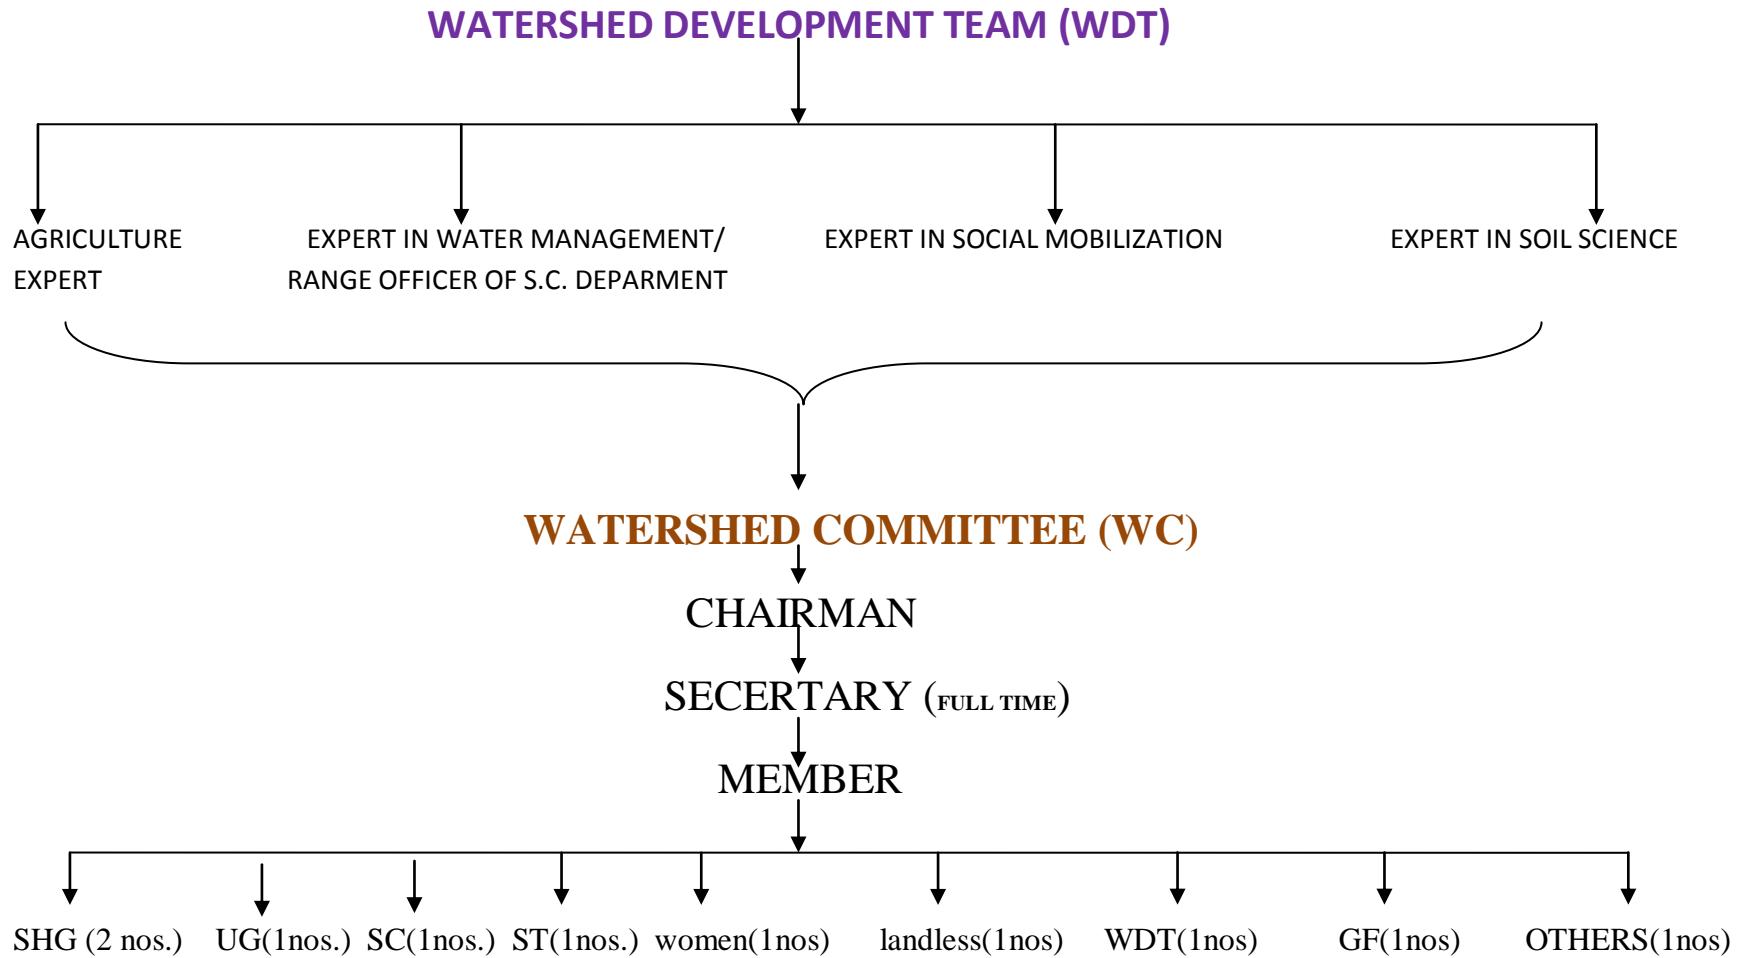 WATERSHED DEVELOPMENT TEAM (WDT)
AGRICULTURE EXPERT
EXPERT IN WATER MANAGEMENT/
RANGE OFFICER OF S.C. DEPARMENT
EXPERT IN SOCIAL MOBILIZATION
EXPERT IN SOIL SCIENCE
WATERSHED COMMITTEE (WC)
CHAIRMAN
SECERTARY (FULL TIME)
MEMBER
SHG (2 nos.) UG(1nos.) SC(1nos.) ST(1nos.) women(1nos) landless(1nos) WDT(1nos) GF(1nos) OTHERS(1nos)